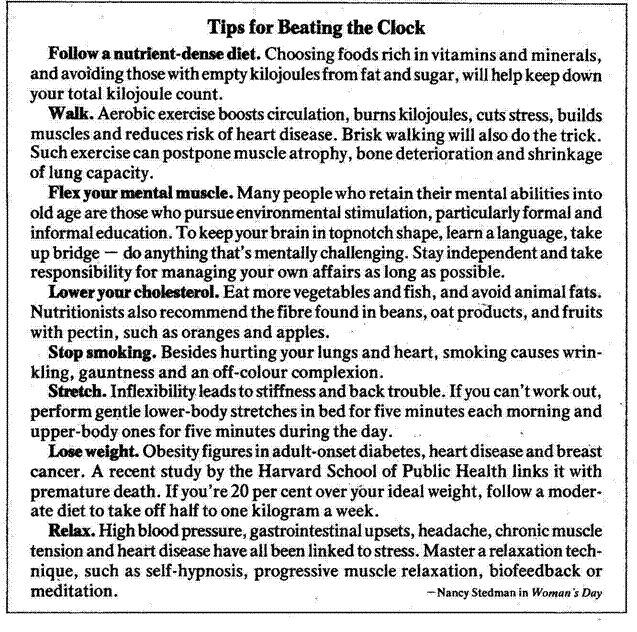 Tips for Beating the Clock
Follow a nutrient-dense diet. Choosing foods rich in vitamins and minerals,
and avoiding those with empty kilojoules from fat and sugar, will help keep down
your total kilojoule count.
Walk. Aerobic exercise boosts circulation, burns kilojoules, cuts stress, builds
muscles and reduces risk of heart disease. Brisk walking will also do the trick.
Such exercise can postpone muscle atrophy, bone deterioration and shrinkage
of lung capacity.
Flex your mental muscle. Many people who retain their mental abilities into
old age are those who pursue environmental stimulation, particularly formal and
informal education. To keep your brain in topnotch shape, learn a language, take
up bridge — do anything that's mentally challenging. Stay independent and take
responsibility for managing your own affairs as long as possible.
Lower your cholesterol. Eat more vegetables and fish, and avoid animal fats.
Nutritionists also recommend the fibre found in beans, oat products, and fruits
with pectin, such as oranges and apples.
Stop smoking. Besides hurting your lungs and heart, smoking causes wrin-
kling, gauntness and an off-colour complexion.
Stretch. Inflexibility leads to stiffness and back trouble. If you can't work out,
perform gentle lower-body stretches in bed for five minutes each morning and
upper-body ones for five minutes during the day.
Lose weight. Obesity figures in adult-onset diabetes, heart disease and breast
cancer. A recent study by the Harvard School of Public Health links it with
premature death. If you're 20 per cent over your ideal weight, follow a moder-
ate diet to take off half to one kilogram a week.
Relax. High blood pressure, gastrointestinal upsets, headache, chronic muscle
tension and heart disease have all been linked to stress. Master a relaxation tech-
nique, such as self-hypnosis, progressive muscle relaxation, biofeedback or
meditation. —Nancy Stedman in Woman's Day